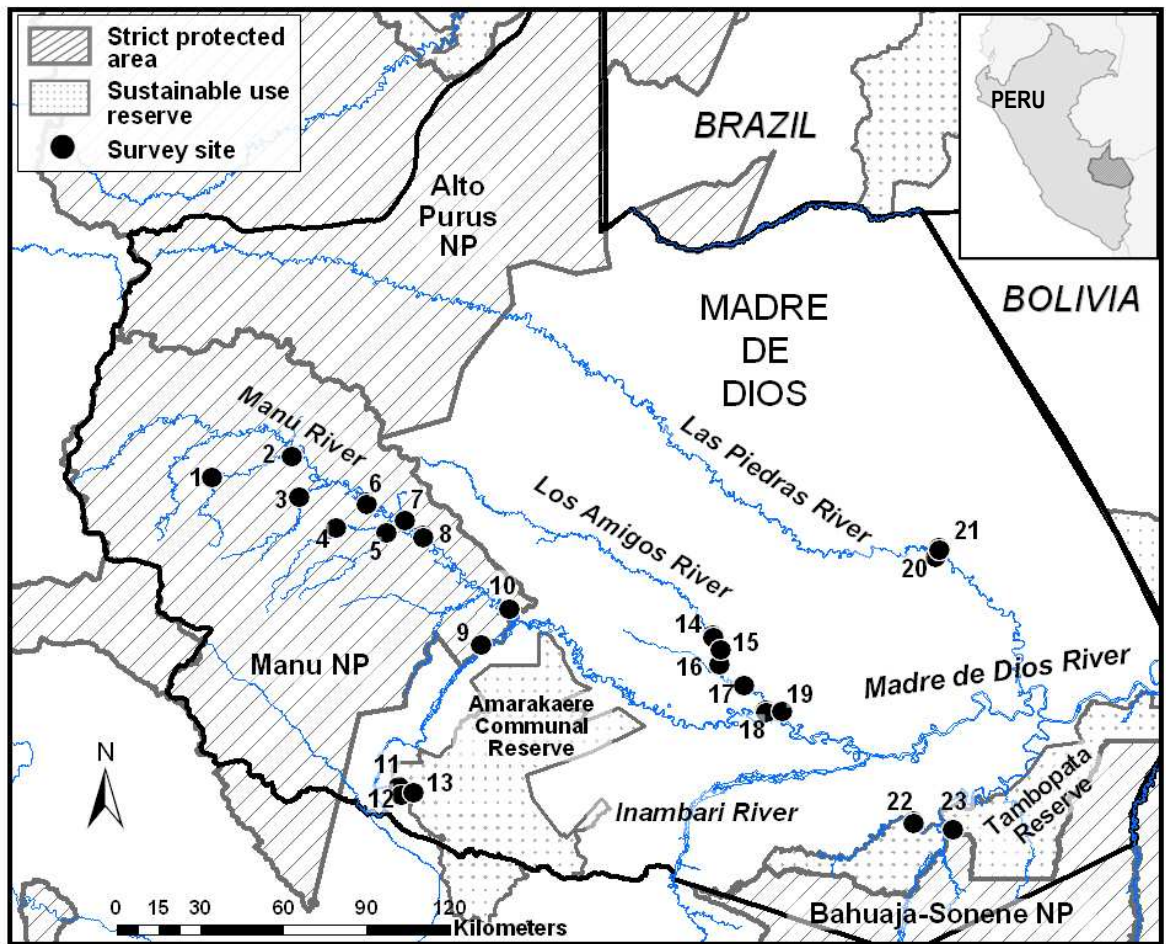 Strict protected
area
Sustainable use
reserve
Survey site
PERU
BRAZIL
BOLIVIA
Alto
Purus
NP
MADRE
DE
DIOS
Manú River
Las Piedras River
Los Amigos River
1
2
3
4
5
6
7
8
9
10
21
20
14
15
16
17
18
19
Madre de Dios River
Manu NP
Amarakaere
Communal
Reserve
11
12
13
Inambari River
22
23
Tambopata
Reserve
Bahuaja-Sonene NP
N
0 15 30 60 90 120
Kilometers